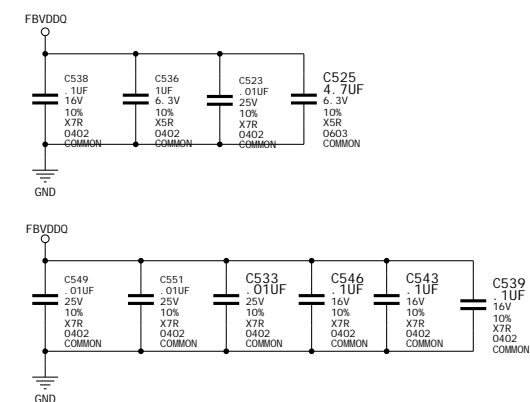 FBVDDQ
C538
.1UF
16V
10%
X7R
0402
COMMON
C536
1UF
6.3V
10%
X5R
0402
COMMON
C523
.01UF
25V
10%
X7R
0402
COMMON
C525
4.7UF
6.3V
10%
X5R
0603
COMMON
GND
FBVDDQ
C549
.01UF
25V
10%
X7R
0402
COMMON
C551
.01UF
25V
10%
X7R
0402
COMMON
C533
.01UF
25V
10%
X7R
0402
COMMON
C546
.1UF
16V
10%
X7R
0402
COMMON
C543
.1UF
16V
10%
X7R
0402
COMMON
C539
.1UF
16V
10%
X7R
0402
COMMON
GND